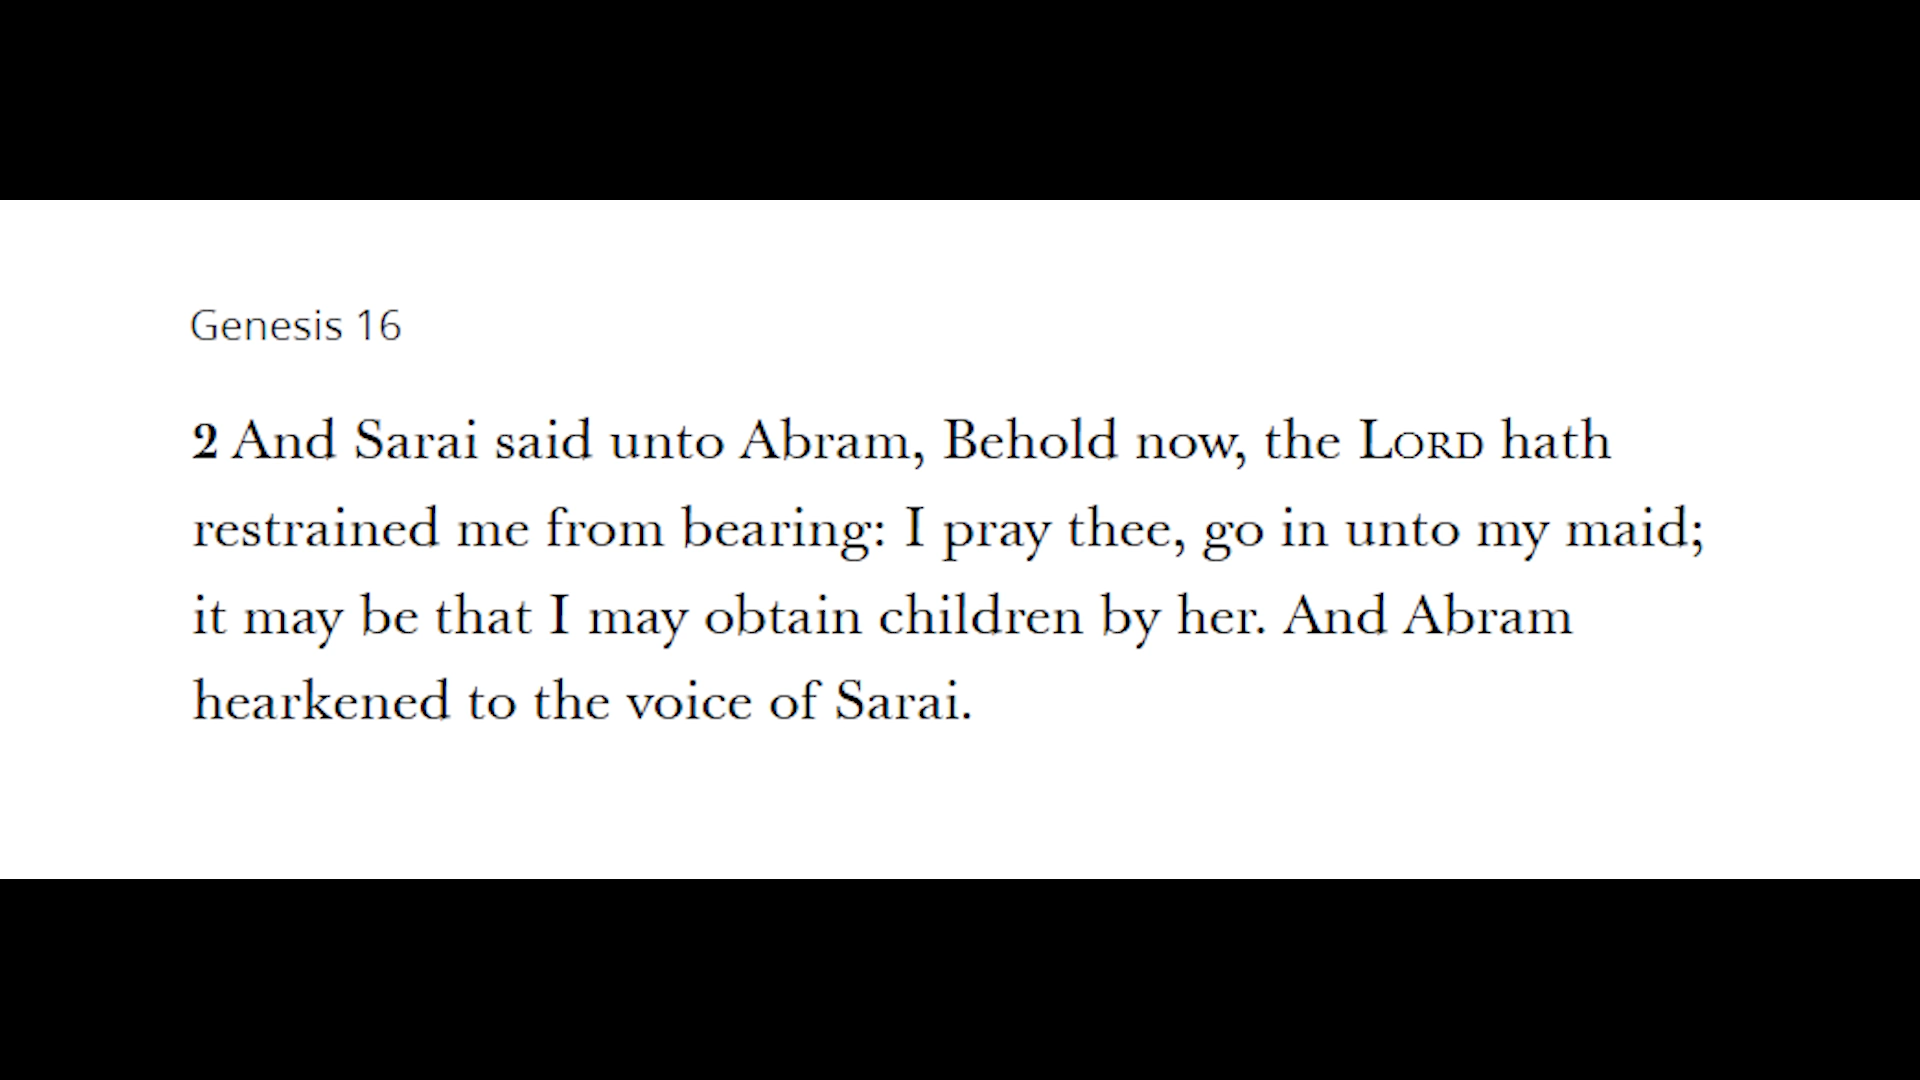 Genesis 16
2 And Sarai said unto Abram, Behold now, the LORD hath
restrained me from bearing: I pray thee, go in unto my maid;
it may be that I may obtain children by her. And Abram
hearkened to the voice of Sarai.